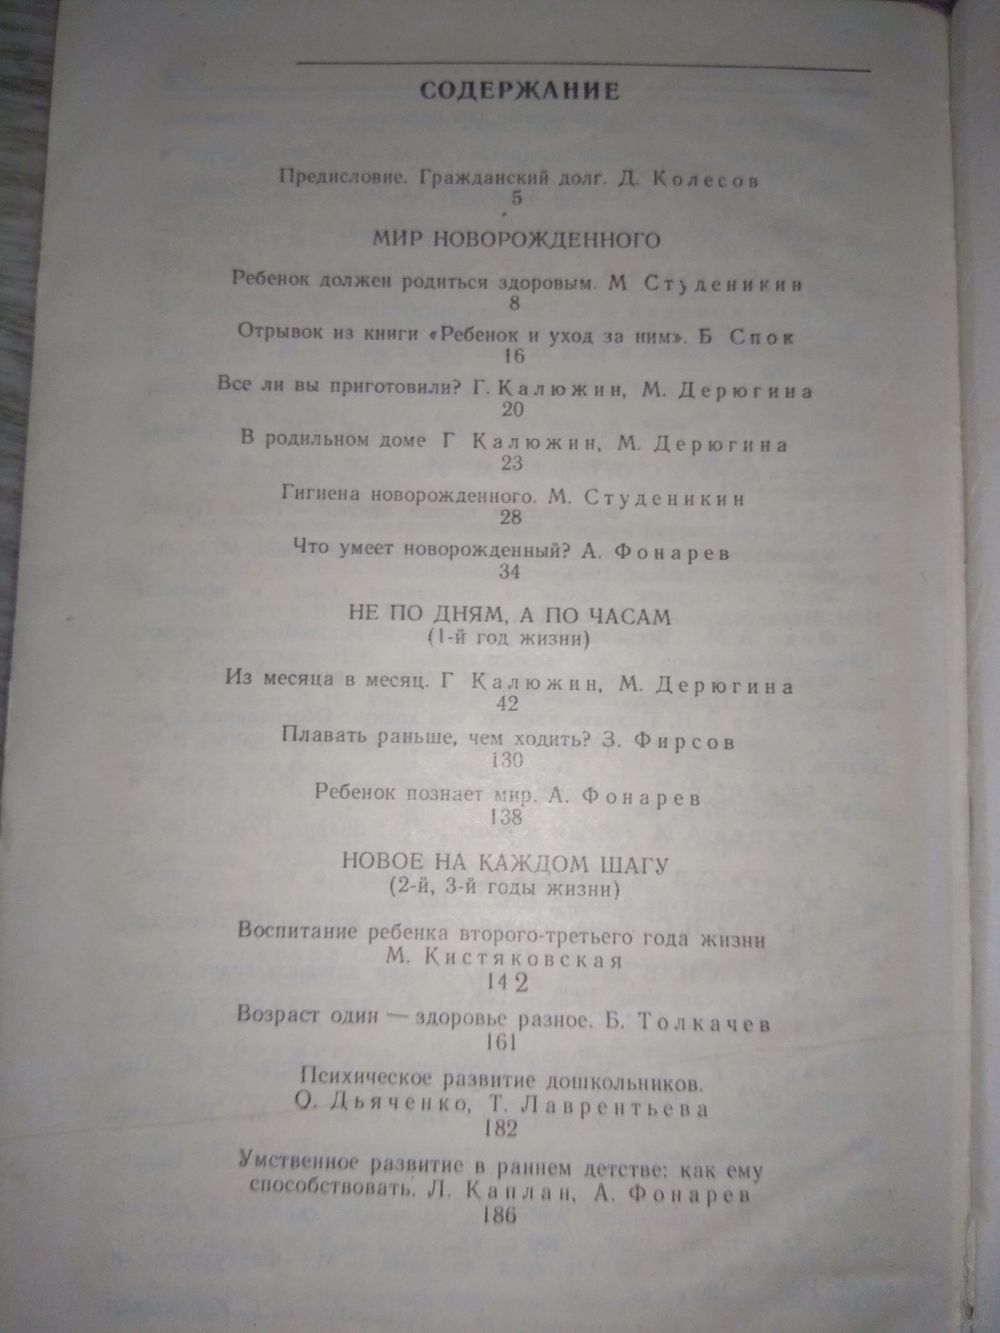 СОДЕРЖАНИЕ
Предисловие. Гражданский долг. Д. Колесов
5
МИР НОВОРОЖДЕННОГО
Ребенок должен родиться здоровым. М Студеникин
8
Отрывок из книги «Ребенок и уход за ним». Б Спок
16
Все ли вы приготовили? Г. Калюжин, М. Дерюгина
20
В родильном доме Г Калюжин, М. Дерюгина
23
Гигиена новорожденного. М. Студеникин
28
Что умеет новорожденный? А. Фонарев
34
НЕ ПО ДНЯМ, А ПО ЧАСАМ
(1-й год жизни)
Из месяца в месяц. Г Калюжин, М. Дерюгина
42
Плавать раньше, чем ходить? З. Фирсов
130
Ребенок познает мир. А. Фонарев
138
НОВОЕ НА КАЖДОМ ШАГУ
(2-й, 3-й годы жизни)
Воспитание ребенка второго-третьего года жизни
М. Кистяковская
142
Возраст один — здоровье разное. Б. Толкачев
161
Психическое развитие дошкольников.
О. Дьяченко, Т. Лаврентьева
182
Умственное развитие в раннем детстве: как ему
способствовать. Л. Каплан, А. Фонарев
186